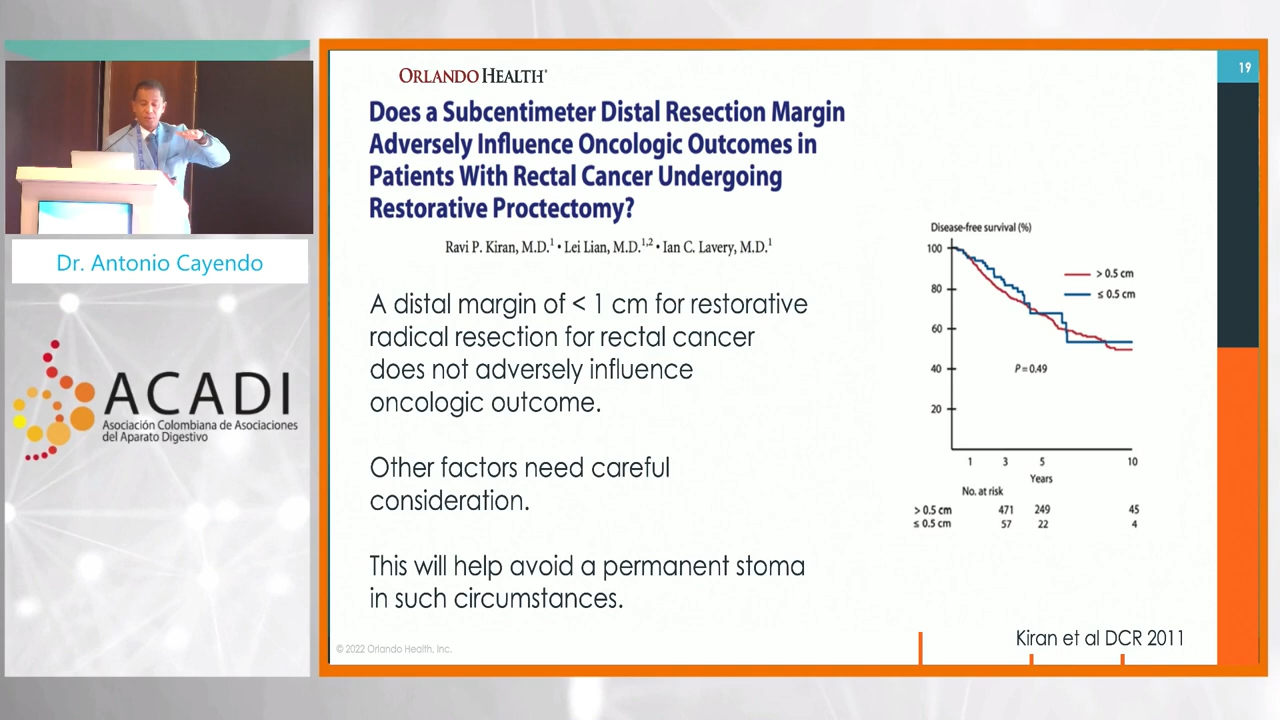 Dr. Antonio Cayendo
ACADI
Asociación Colombiana de Asociaciones
del Aparato Digestivo
ORLANDO HEALTH®
19
Does a Subcentimeter Distal Resection Margin
Adversely Influence Oncologic Outcomes in
Patients With Rectal Cancer Undergoing
Restorative Proctectomy?
Ravi P. Kiran, M.D.1 • Lei Lian, M.D.1,2 • Ian C. Lavery, M.D.1
A distal margin of < 1 cm for restorative
radical resection for rectal cancer
does not adversely influence
oncologic outcome.
Other factors need careful
consideration.
This will help avoid a permanent stoma
in such circumstances.
Disease-free survival (%)
100
80
60
40
20
> 0.5 cm
≤ 0.5 cm
P = 0.49
1 3 5 10
Years
No. at risk
> 0.5 cm 471 249 45
≤ 0.5 cm 57 22 4
Kiran et al DCR 2011
© 2022 Orlando Health, Inc.